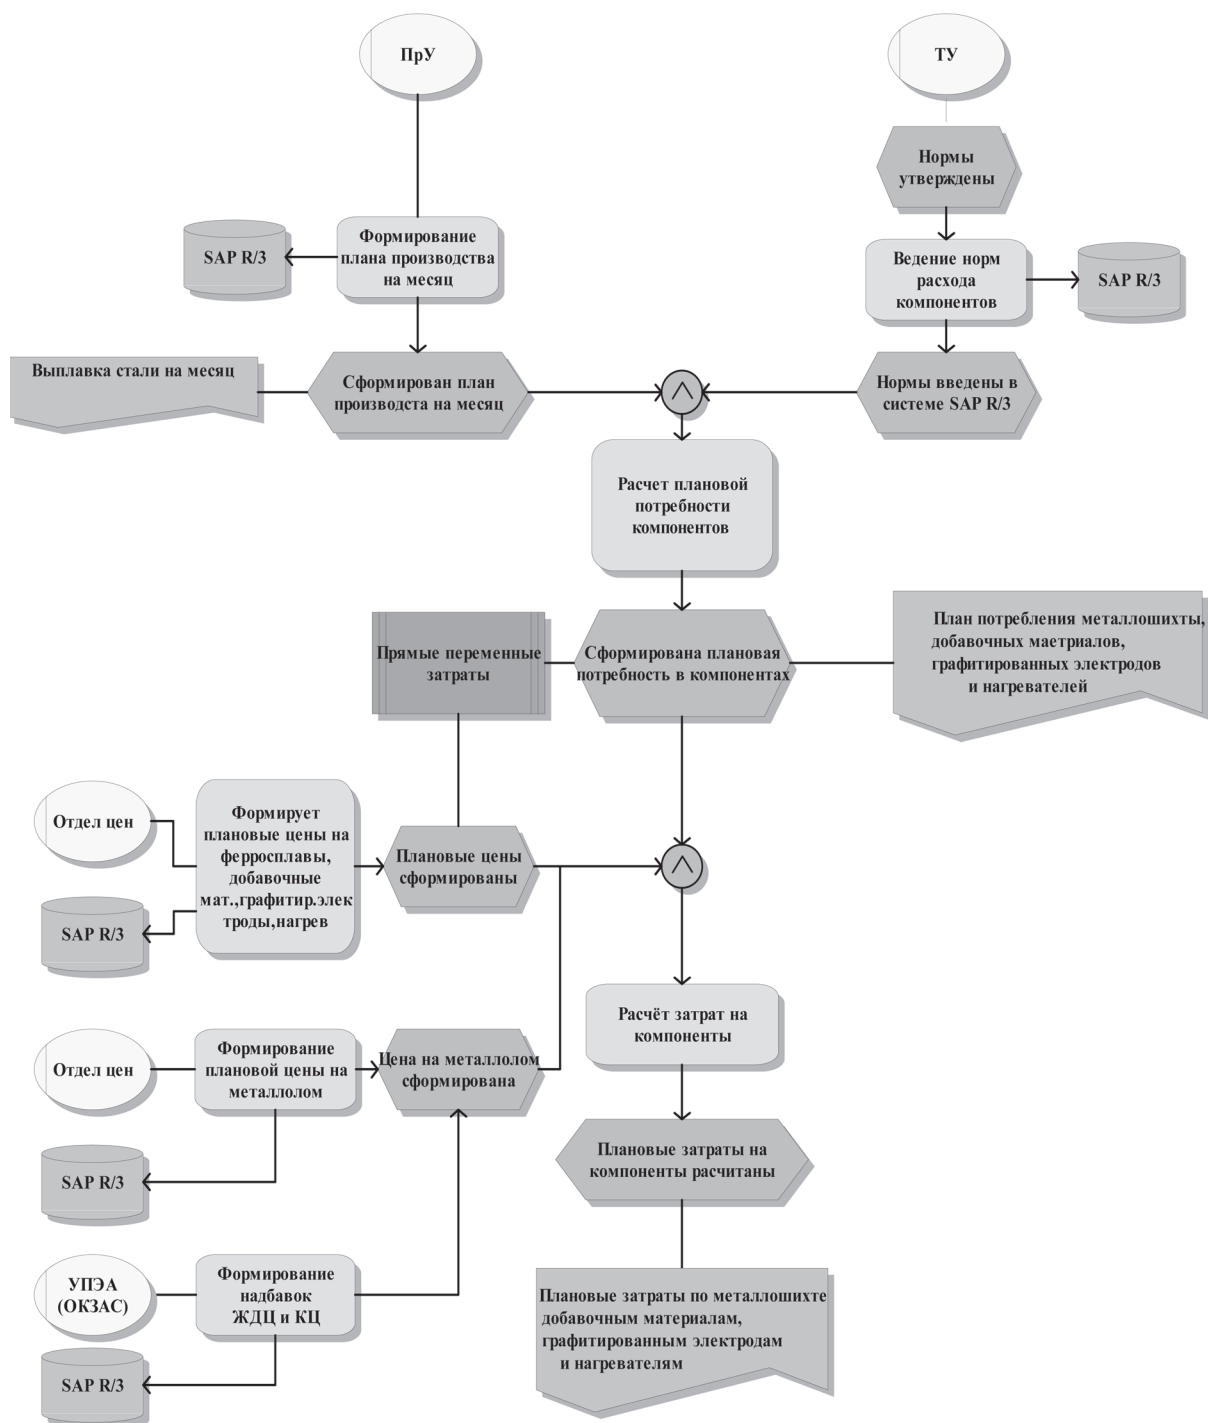 ПрУ
ТУ
Нормы
утверждены
SAP R/3
Формирование
плана производства
на месяц
Ведение норм
расхода
компонентов
SAP R/3
Выплавка стали на месяц
Сформирован план
производста на месяц
Нормы введены в
системе SAP R/3
Расчет плановой
потребности
компонентов
Прямые переменные
затраты
Сформирована плановая
потребность в компонентах
План потребления металлошихты,
добавочных маетриалов,
графитированных электродов
и нагревателей
Отдел цен
SAP R/3
Формирует
плановые цены на
ферросплавы,
добавочные
мат.,графитир.элек
троды,нагрев
Плановые цены
сформированы
Расчёт затрат на
компоненты
Отдел цен
Формирование
плановой цены на
металлолом
Цена на металлолом
сформирована
SAP R/3
Плановые затраты на
компоненты расчитаны
УПЭА
(ОКЗАС)
Формирование
надбавок
ЖДЦ и КЦ
SAP R/3
Плановые затраты по металлошихте
добавочным материалам,
графитированным электродам
и нагревателям